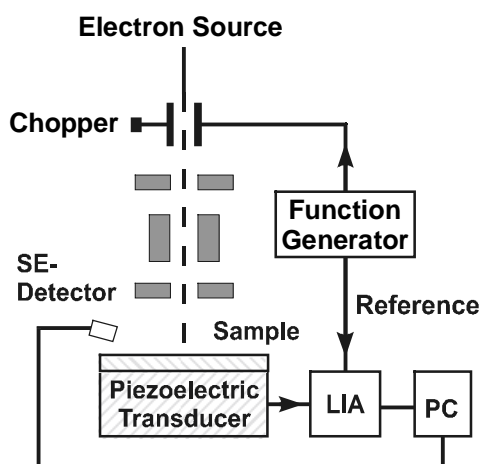 Electron Source
Chopper
Function
Generator
SE-
Detector
Reference
Sample
Piezoelectric
Transducer
LIA
PC